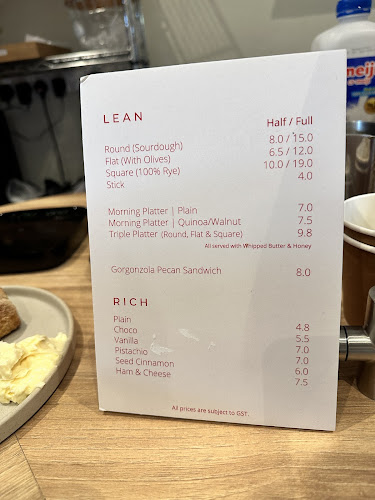 LEAN
Half / Full
Round (Sourdough) 8.0 / 15.0
Flat (With Olives) 6.5 / 12.0
Square (100% Rye) 10.0 / 19.0
Stick 4.0
Morning Platter | Plain 7.0
Morning Platter | Quinoa/Walnut 7.5
Triple Platter (Round, Flat & Square) 9.8
All served with Whipped Butter & Honey
Gorgonzola Pecan Sandwich 8.0
RICH
Plain 4.8
Choco 5.5
Vanilla 7.0
Pistachio 7.0
Seed Cinnamon 6.0
Ham & Cheese 7.5
All prices are subject to GST.
meiji